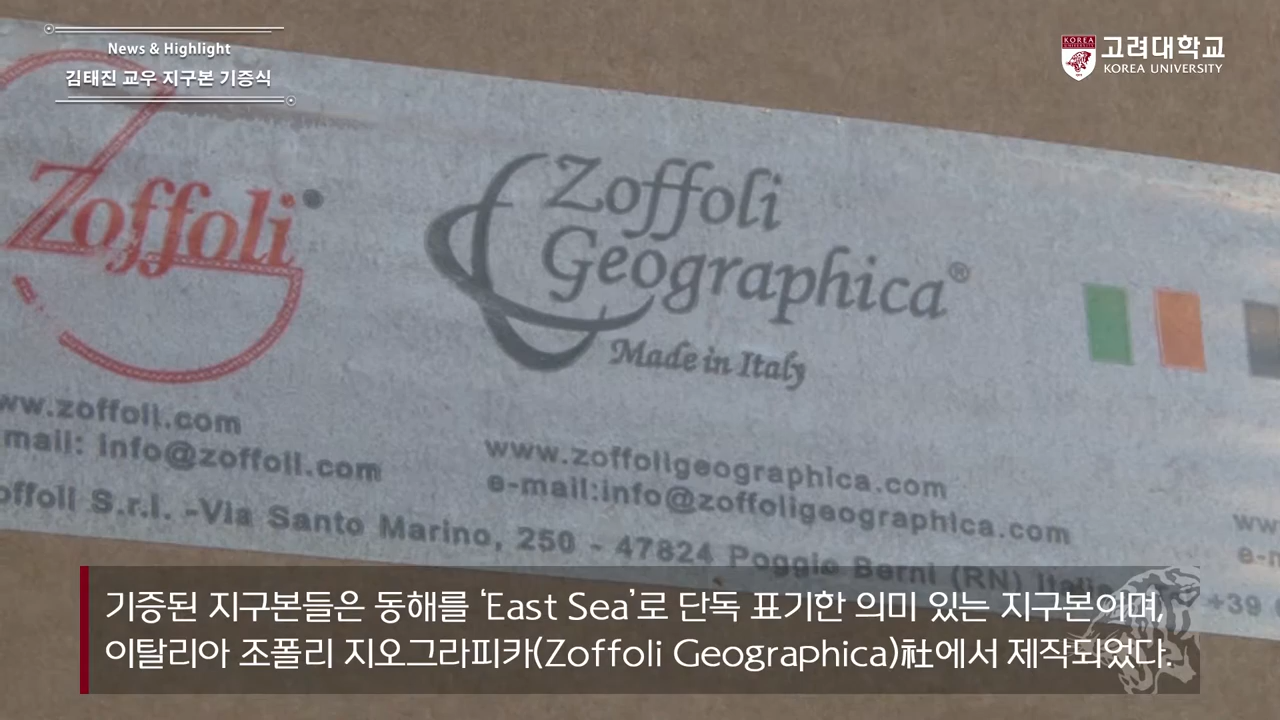 News & Highlight
김태진 교우 지구본 기증식
KOREA
고려대학교
KOREA UNIVERSITY
Zoffoli
Zoffoli
Geographica®
Made in Italy
ww.zoffoli.com
mail: info@zoffoli.com
offoli S.r.l. -Via Santo Marino, 250 - 47824 Poggio Berni (RN) Italia +39
www.zoffoligeographica.com
e-mail:info@zoffoligeographica.com
ww
e-n
기증된 지구본들은 동해를 ‘East Sea’로 단독 표기한 의미 있는 지구본이며,
이탈리아 조폴리 지오그라피카(Zoffoli Geographica)社에서 제작되었다.